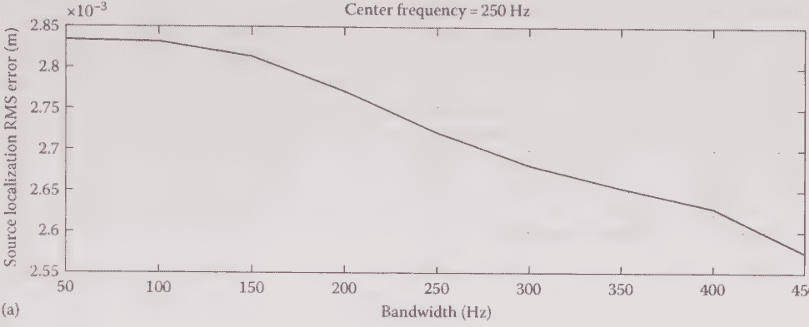 ×10⁻³
Center frequency = 250 Hz
Source localization RMS error (m)
2.85
2.8
2.75
2.7
2.65
2.6
2.55
50 100 150 200 250 300 350 400 45
Bandwidth (Hz)
(a)